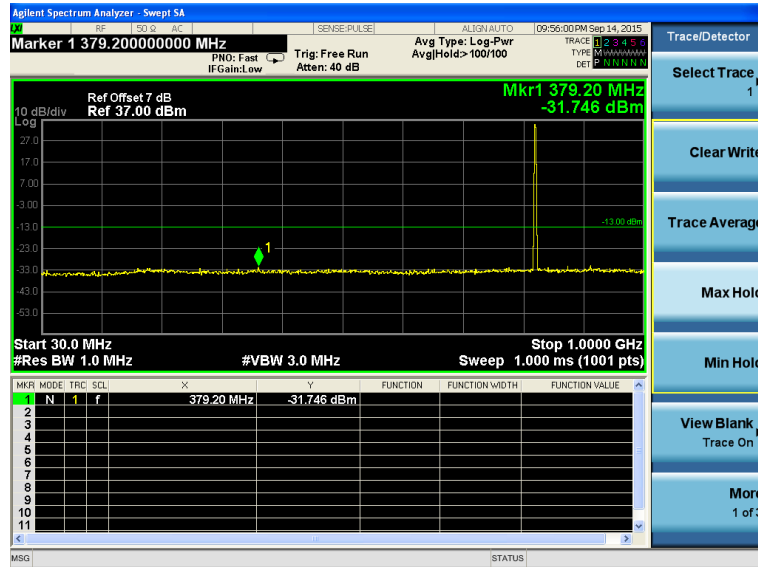 Agilent Spectrum Analyzer - Swept SA
LXI RF 50 Ω AC SENSE:PULSE ALIGN AUTO 09:56:00 PM Sep 14, 2015
Marker 1 379.200000000 MHz
PNO: Fast
IFGain:Low
Trig: Free Run
Atten: 40 dB
Avg Type: Log-Pwr
Avg|Hold:>100/100
TRACE 1 2 3 4 5 6
TYPE M
DET P N N N N N
Mkr1 379.20 MHz
-31.746 dBm
Ref Offset 7 dB
10 dB/div Ref 37.00 dBm
Log
27.0
17.0
7.00
-3.00
-13.0
-23.0
-33.0
-43.0
-53.0
-13.00 dBm
1
Start 30.0 MHz Stop 1.0000 GHz
#Res BW 1.0 MHz #VBW 3.0 MHz Sweep 1.000 ms (1001 pts)
MKR MODE TRC SCL X Y FUNCTION FUNCTION WIDTH FUNCTION VALUE
1 N 1 f 379.20 MHz -31.746 dBm
2
3
4
5
6
7
8
9
10
11
MSG STATUS
Trace/Detector
Select Trace
1
Clear Write
Trace Average
Max Hold
Min Hold
View Blank
Trace On
More
1 of 3